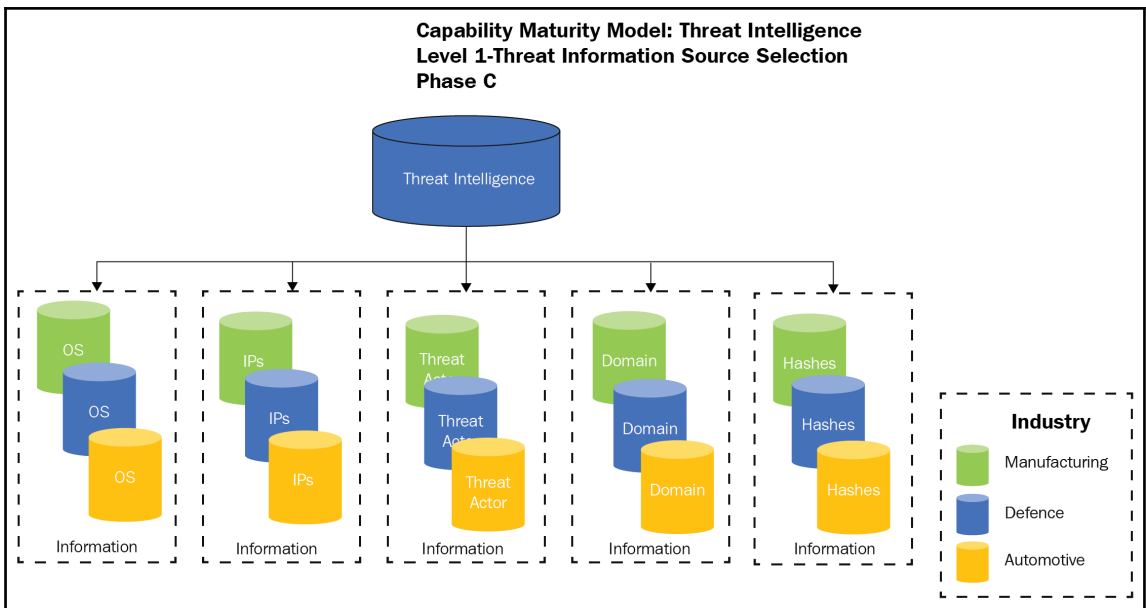 Capability Maturity Model: Threat Intelligence
Level 1-Threat Information Source Selection
Phase C
Threat Intelligence
OS
OS
OS
Information
IPs
IPs
IPs
Information
Threat
Actor
Threat
Actor
Threat
Actor
Information
Domain
Domain
Domain
Information
Hashes
Hashes
Hashes
Information
Industry
Manufacturing
Defence
Automotive